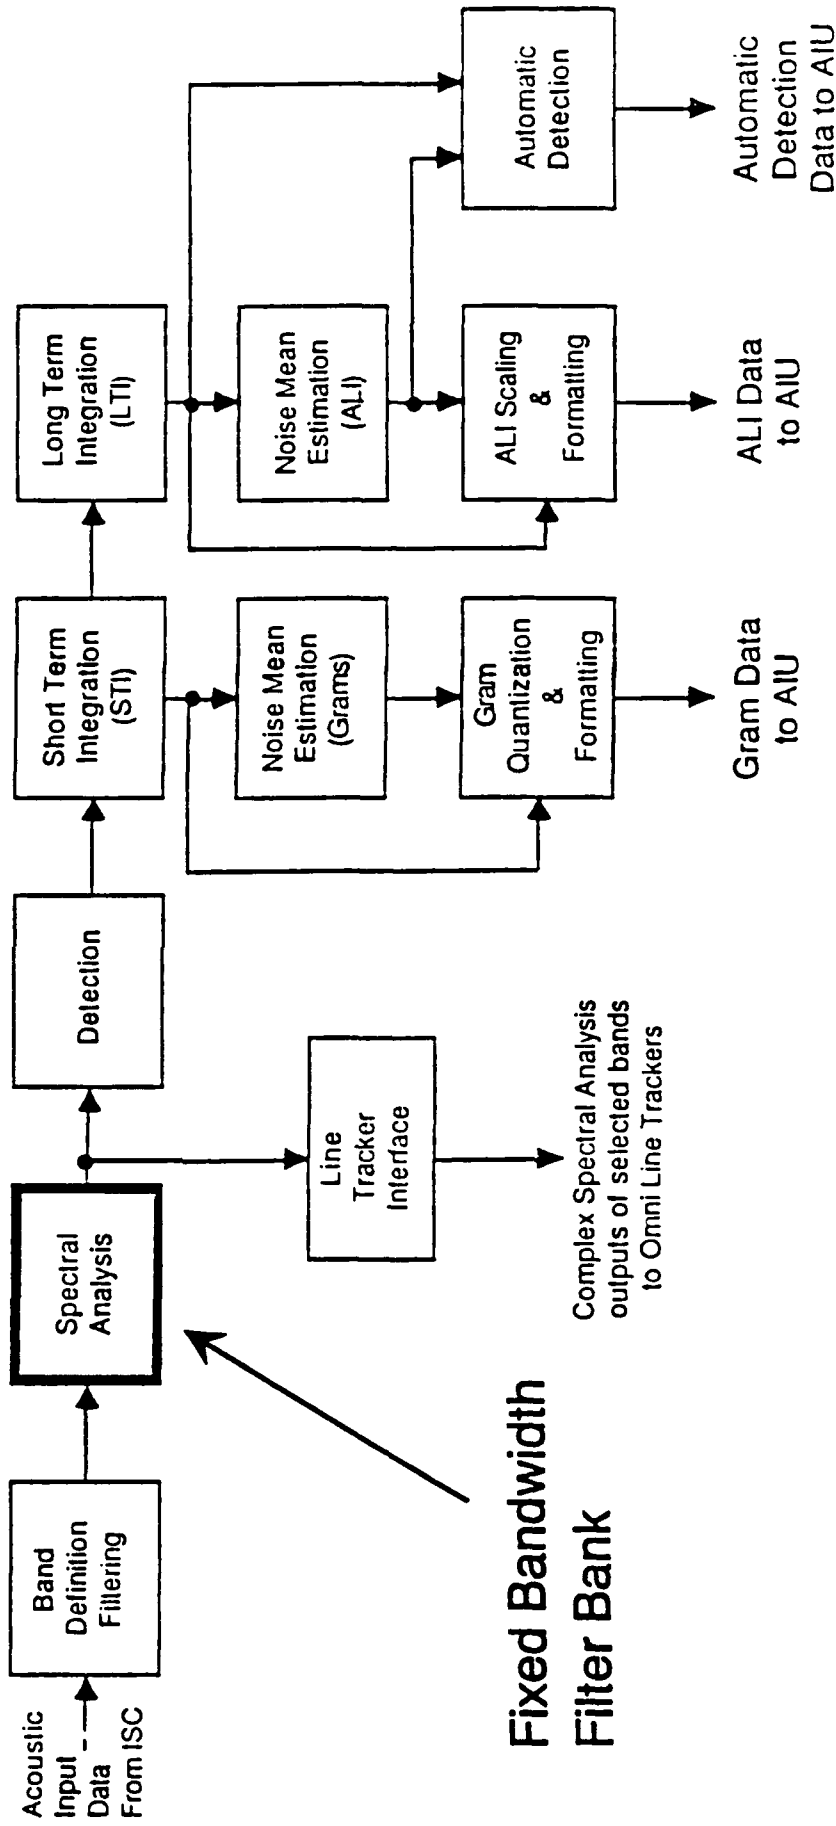 Acoustic
Input
Data
From ISC
Band
Definition
Filtering
Spectral
Analysis
Detection
Short Term
Integration
(STI)
Long Term
Integration
(LTI)
Line
Tracker
Interface
Noise Mean
Estimation
(Grams)
Noise Mean
Estimation
(ALI)
Gram
Quantization
&
Formatting
ALI Scaling
&
Formatting
Automatic
Detection
Fixed Bandwidth
Filter Bank
Complex Spectral Analysis
outputs of selected bands
to Omni Line Trackers
Gram Data
to AIU
ALI Data
to AIU
Automatic
Detection
Data to AIU